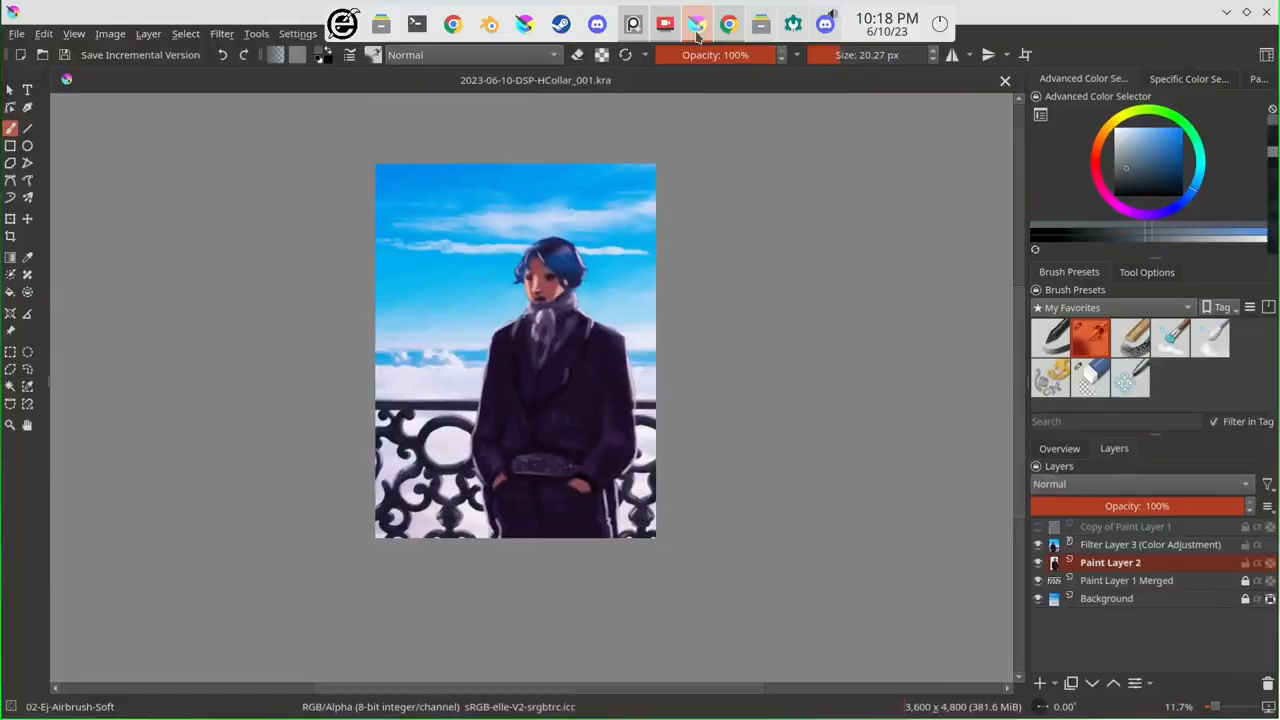 10:18 PM
6/10/23
File Edit View Image Layer Select Filter Tools Settings
Save Incremental Version
Normal
Opacity: 100%
Size: 20.27 px
2023-06-10-DSP-HCollar_001.kra
Advanced Color Se...
Specific Color Se...
Pa...
Advanced Color Selector
Brush Presets
Tool Options
Brush Presets
★ My Favorites
Tag
Search
Filter in Tag
Overview
Layers
Layers
Normal
Opacity: 100%
Copy of Paint Layer 1
Filter Layer 3 (Color Adjustment)
Paint Layer 2
Paint Layer 1 Merged
Background
02-Ej-Airbrush-Soft
RGB/Alpha (8-bit integer/channel) sRGB-elle-V2-srgbtrc.icc
3,600 x 4,800 (381.6 MiB)
0.00°
11.7%